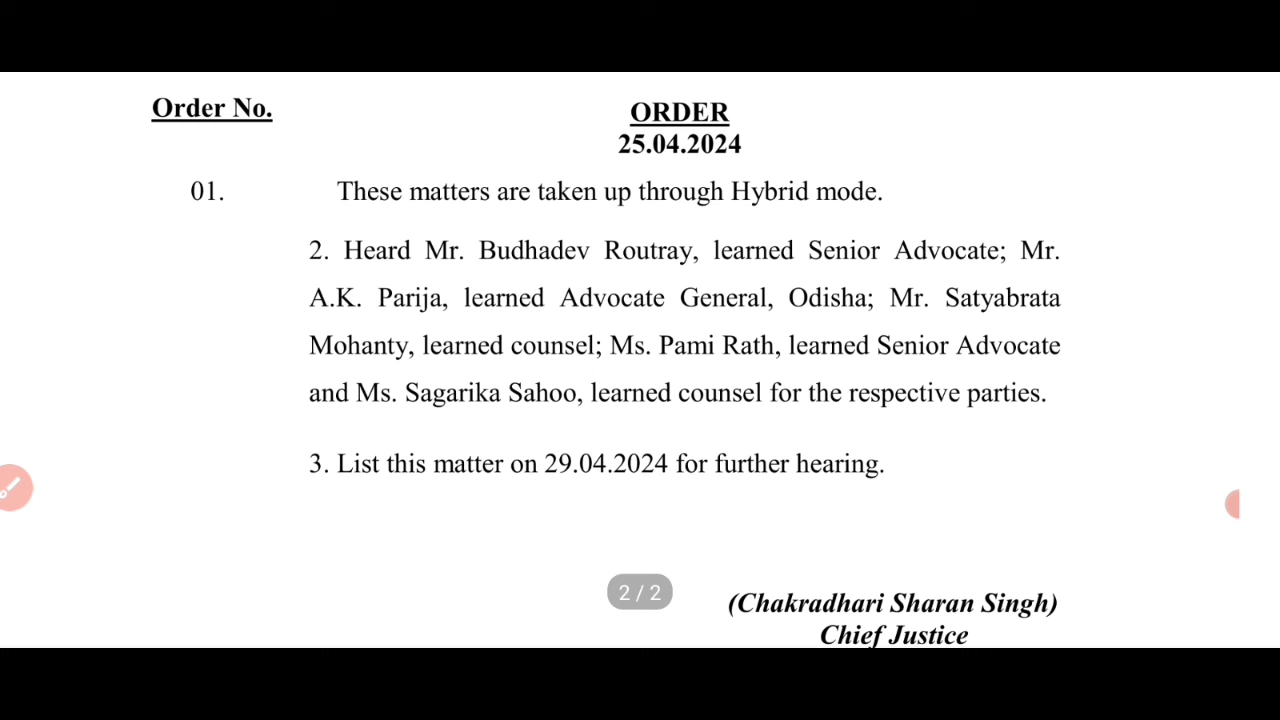 Order No.
ORDER
25.04.2024
01. These matters are taken up through Hybrid mode.
2. Heard Mr. Budhadev Routray, learned Senior Advocate; Mr.
A.K. Parija, learned Advocate General, Odisha; Mr. Satyabrata
Mohanty, learned counsel; Ms. Pami Rath, learned Senior Advocate
and Ms. Sagarika Sahoo, learned counsel for the respective parties.
3. List this matter on 29.04.2024 for further hearing.
2 / 2
(Chakradhari Sharan Singh)
Chief Justice